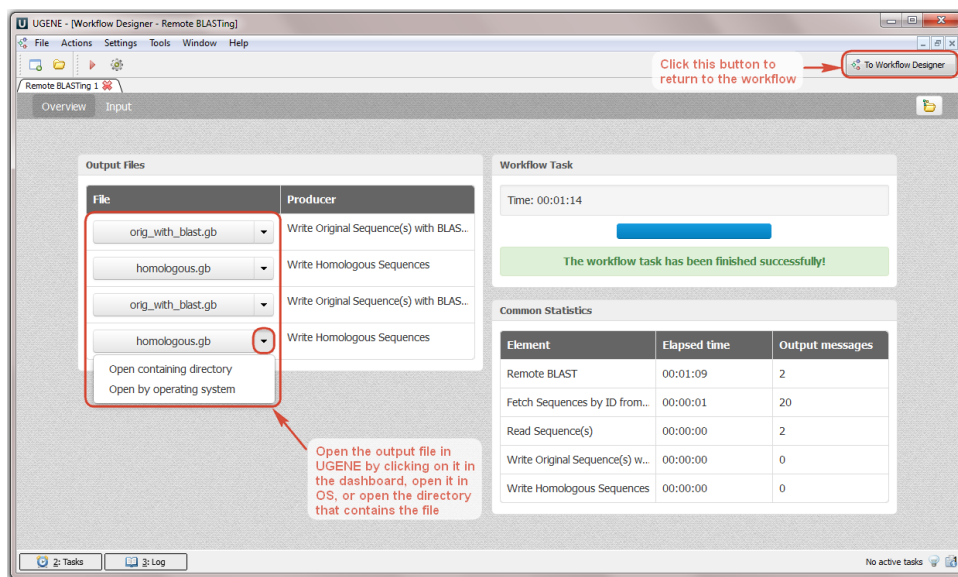 UGENE - [Workflow Designer - Remote BLASTing]
File Actions Settings Tools Window Help
Click this button to
return to the workflow
To Workflow Designer
Remote BLASTing 1
Overview Input
Output Files
File Producer
orig_with_blast.gb Write Original Sequence(s) with BLAS...
homologous.gb Write Homologous Sequences
orig_with_blast.gb Write Original Sequence(s) with BLAS...
homologous.gb Write Homologous Sequences
Open containing directory
Open by operating system
Open the output file in
UGENE by clicking on it in
the dashboard, open it in
OS, or open the directory
that contains the file
Workflow Task
Time: 00:01:14
The workflow task has been finished successfully!
Common Statistics
Element Elapsed time Output messages
Remote BLAST 00:01:09 2
Fetch Sequences by ID from... 00:00:01 20
Read Sequence(s) 00:00:00 2
Write Original Sequence(s) w... 00:00:00 0
Write Homologous Sequences 00:00:00 0
2: Tasks 3: Log No active tasks